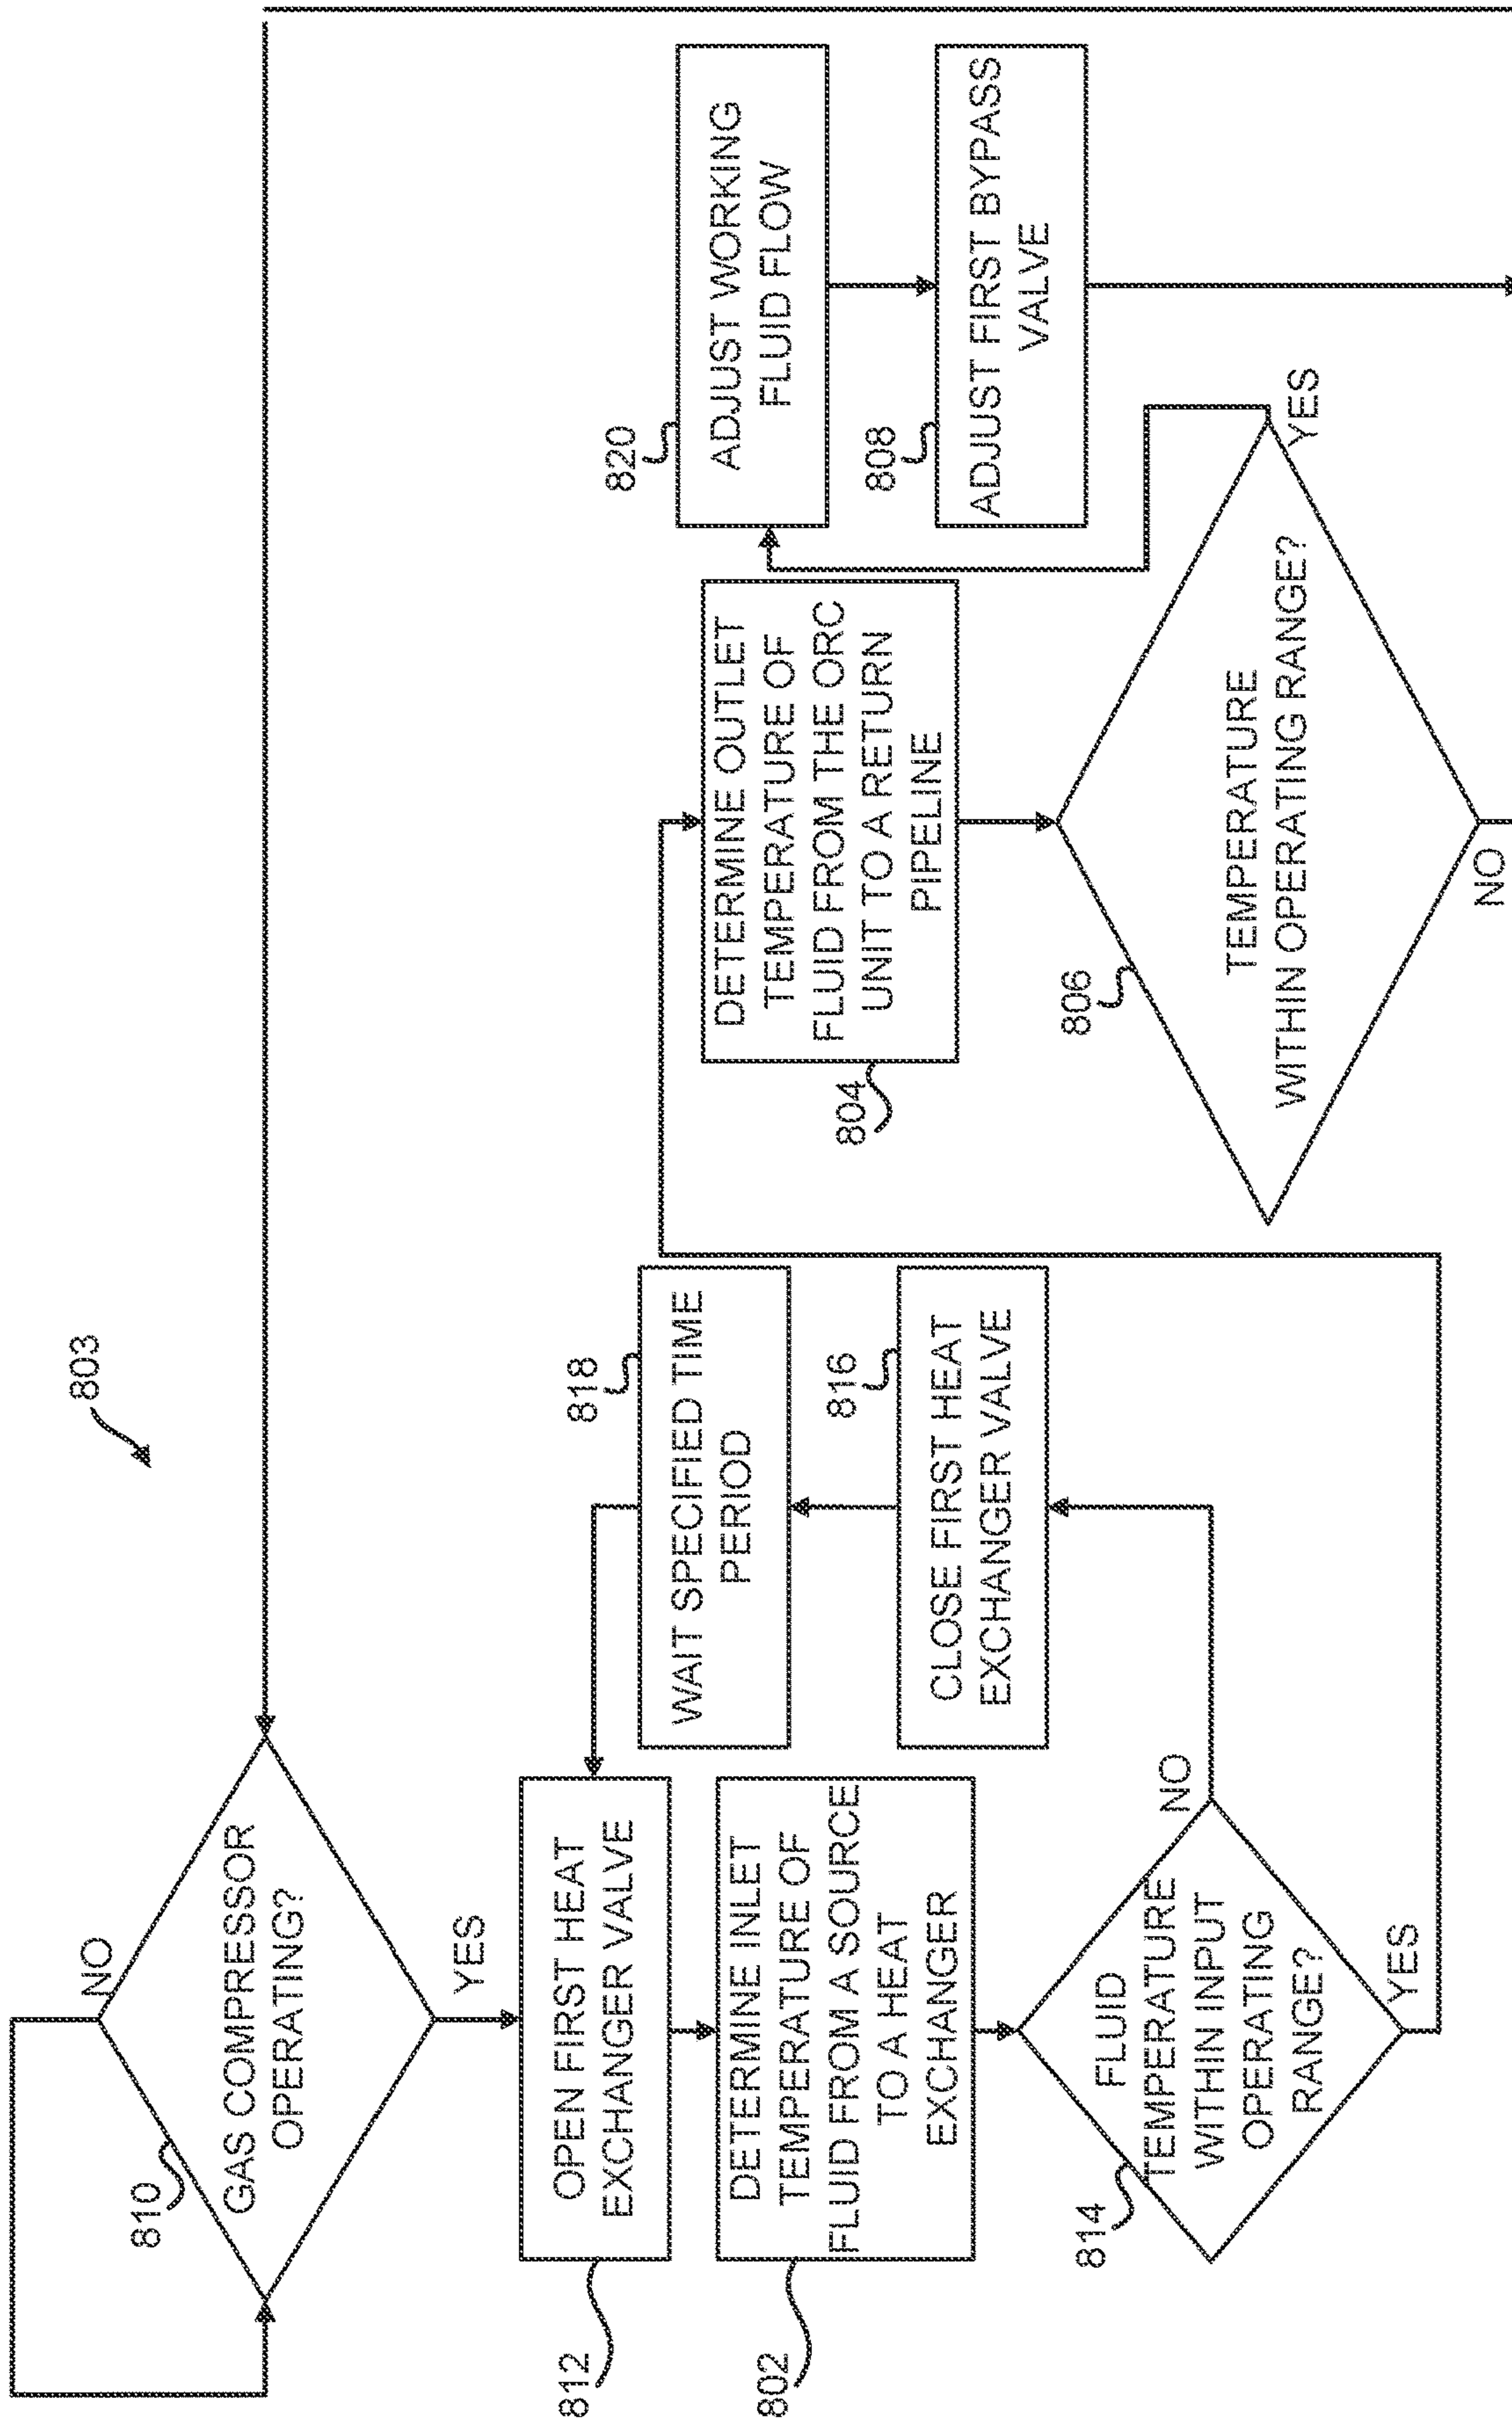 803
NO
GAS COMPRESSOR
OPERATING?
810
YES
OPEN FIRST HEAT
EXCHANGER VALVE
812
DETERMINE INLET
TEMPERATURE OF
FLUID FROM A SOURCE
TO A HEAT
EXCHANGER
802
FLUID
TEMPERATURE
WITHIN INPUT
OPERATING
RANGE?
814
NO
YES
CLOSE FIRST HEAT
EXCHANGER VALVE
816
WAIT SPECIFIED TIME
PERIOD
818
DETERMINE OUTLET
TEMPERATURE OF
FLUID FROM THE ORC
UNIT TO A RETURN
PIPELINE
804
TEMPERATURE
WITHIN OPERATING RANGE?
806
YES
NO
ADJUST WORKING
FLUID FLOW
820
ADJUST FIRST BYPASS
VALVE
808